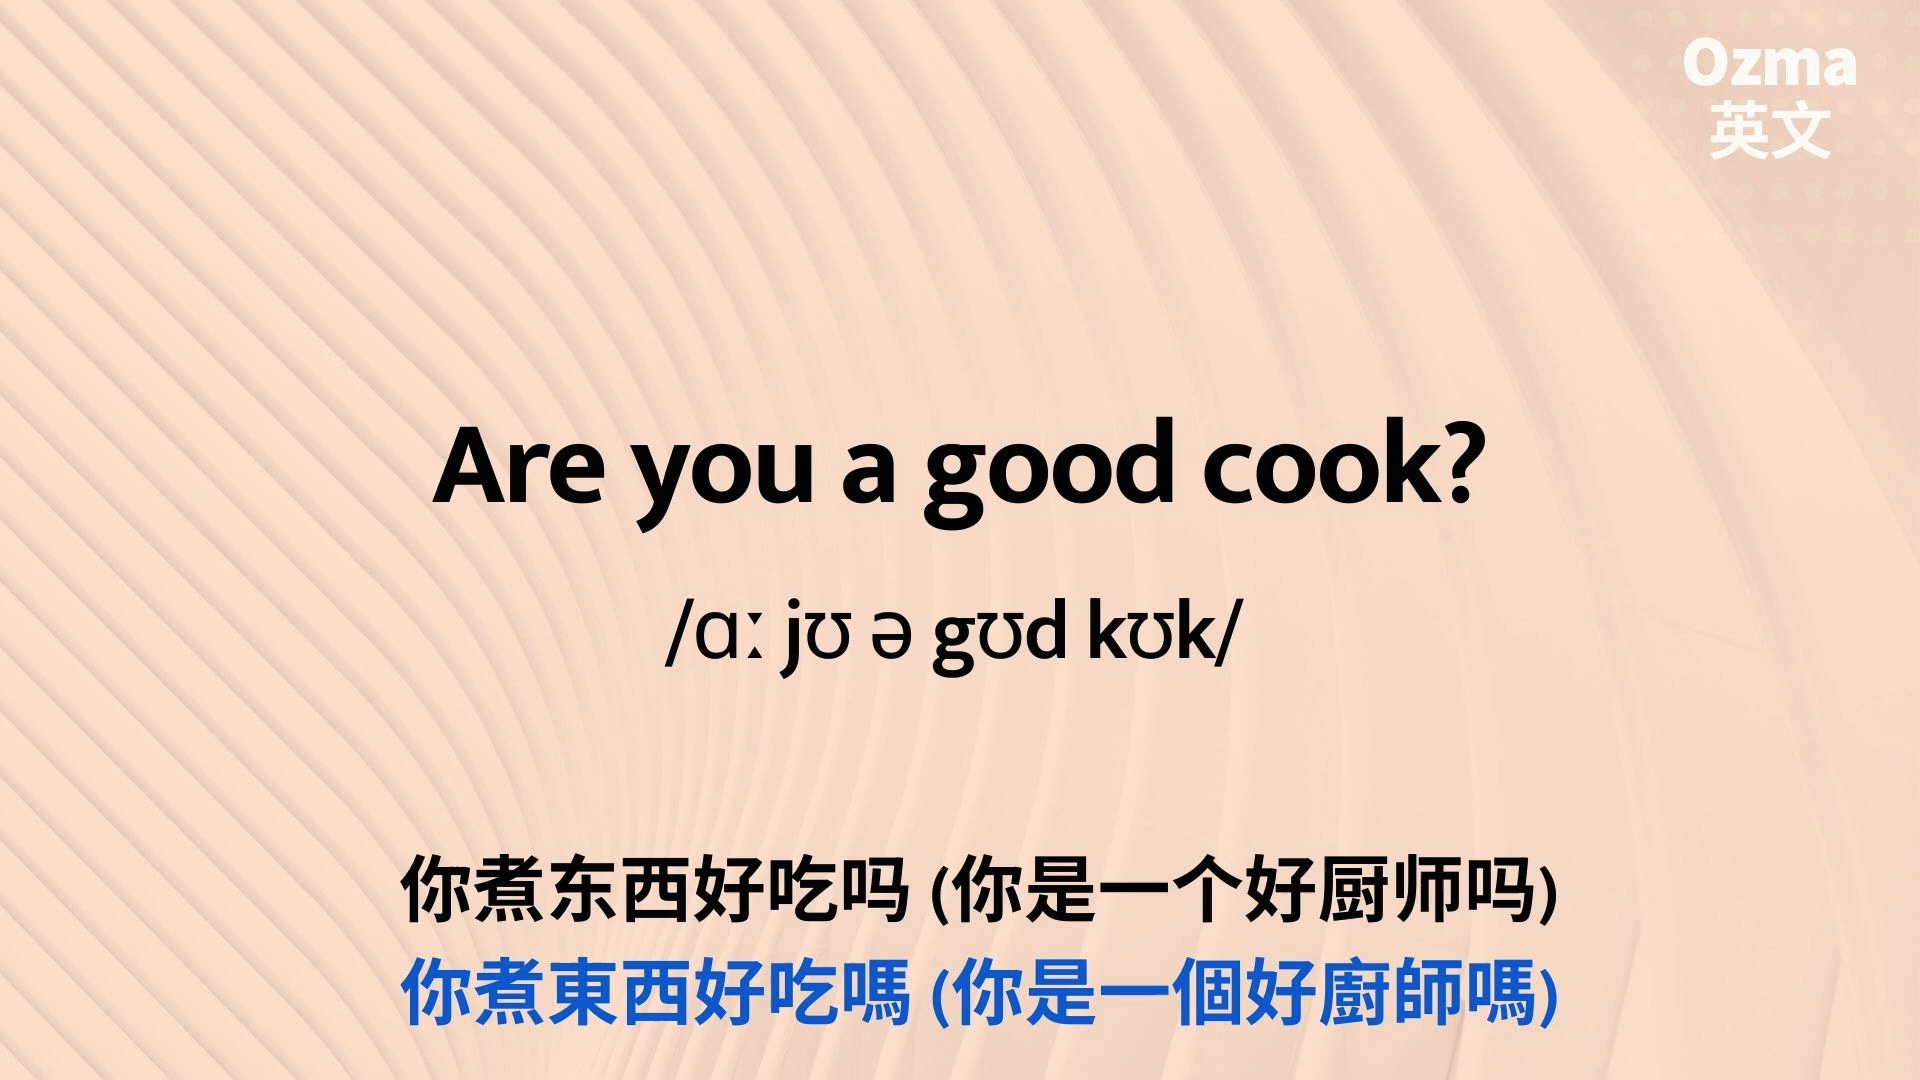 Ozma
英文
Are you a good cook?
/ɑː jʊ ə gʊd kʊk/
你煮东西好吃吗 (你是一个好厨师吗)
你煮東西好吃嗎 (你是一個好廚師嗎)